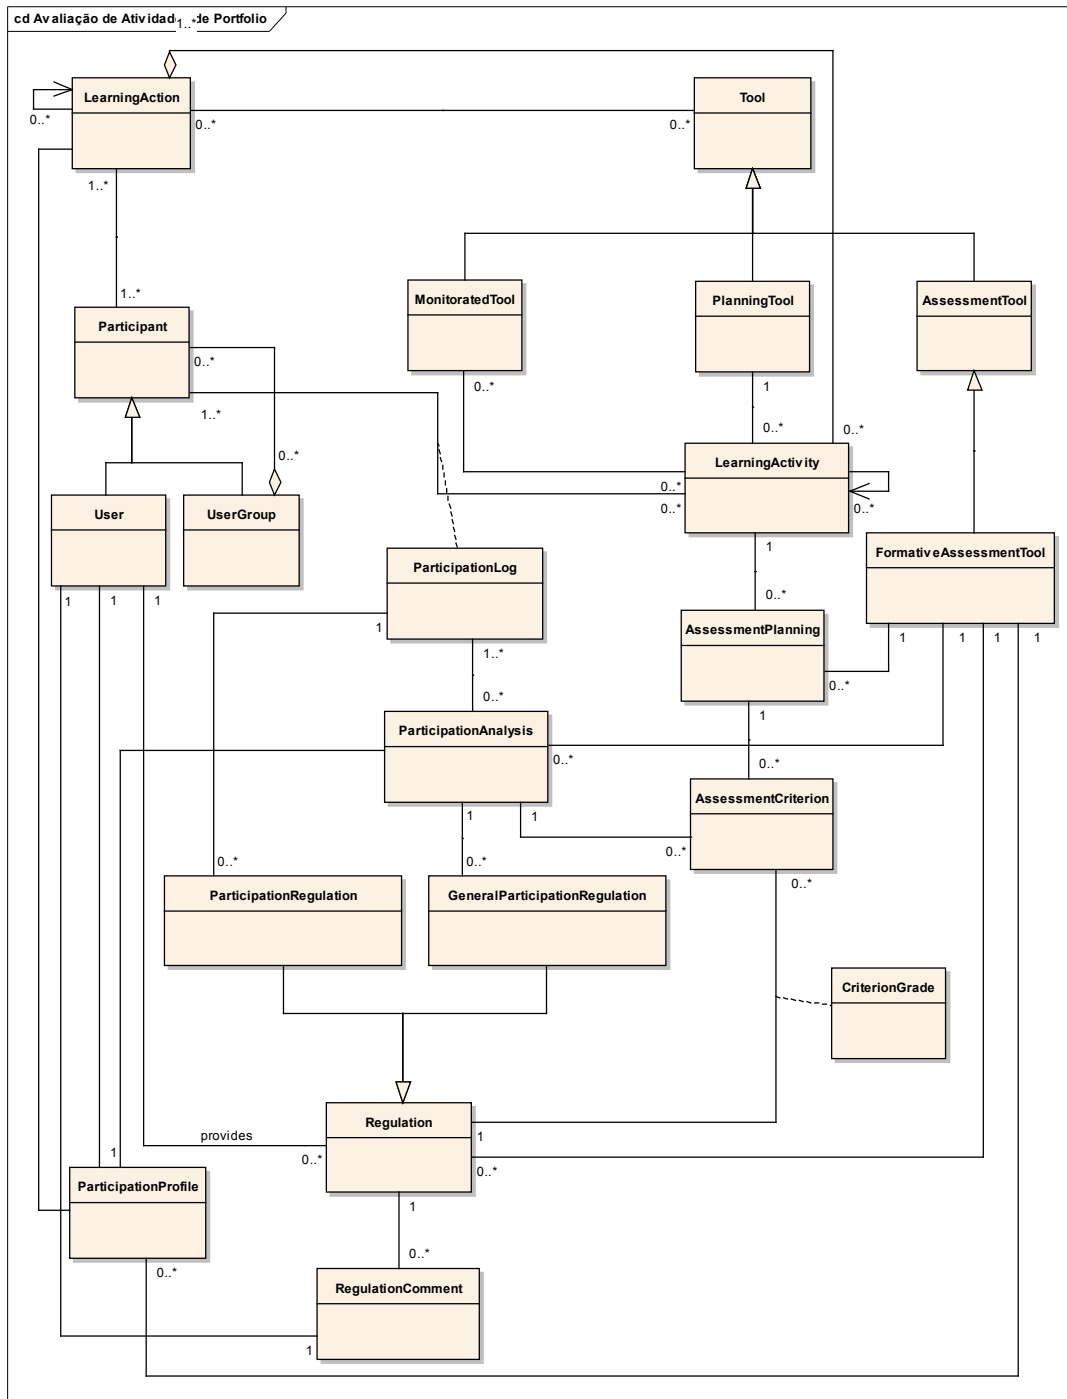 cd Avaliação de Atividad
1..*
de Portfolio
LearningAction
Tool
0..*
0..*
0..*
1..*
1..*
MonitoratedTool
PlanningTool
AssessmentTool
Participant
0..*
0..*
1
1..*
0..*
0..*
0..*
LearningActivity
User
UserGroup
0..*
0..*
0..*
ParticipationLog
1
FormativeAssessmentTool
1
1
1
0..*
1
AssessmentPlanning
1
1
1
1
1..*
0..*
0..*
1
ParticipationAnalysis
0..*
0..*
AssessmentCriterion
1
1
0..*
0..*
0..*
0..*
ParticipationRegulation
GeneralParticipationRegulation
CriterionGrade
Regulation
provides
1
1
0..*
0..*
ParticipationProfile
1
0..*
0..*
RegulationComment
1